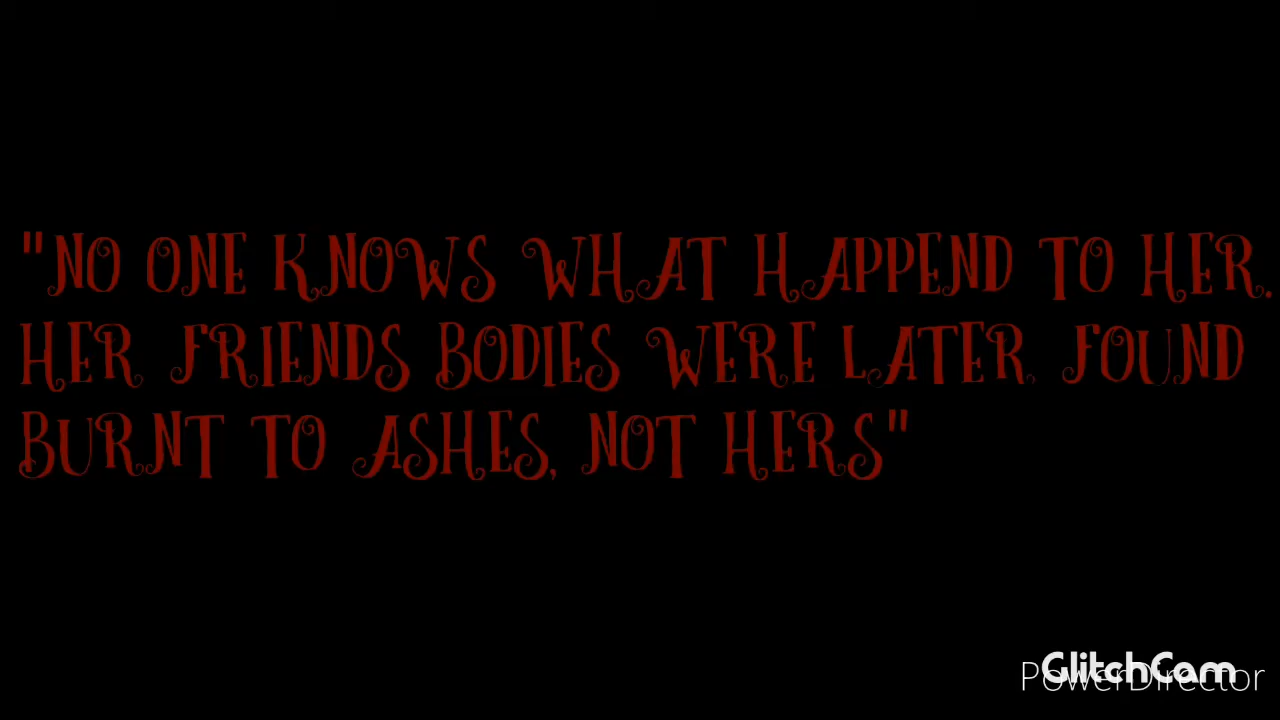 "NO ONE KNOWS WHAT HAPPEND TO HER.
HER FRIENDS BODIES WERE LATER FOUND
BURNT TO ASHES, NOT HERS"
GlitchCam
PowerDirector